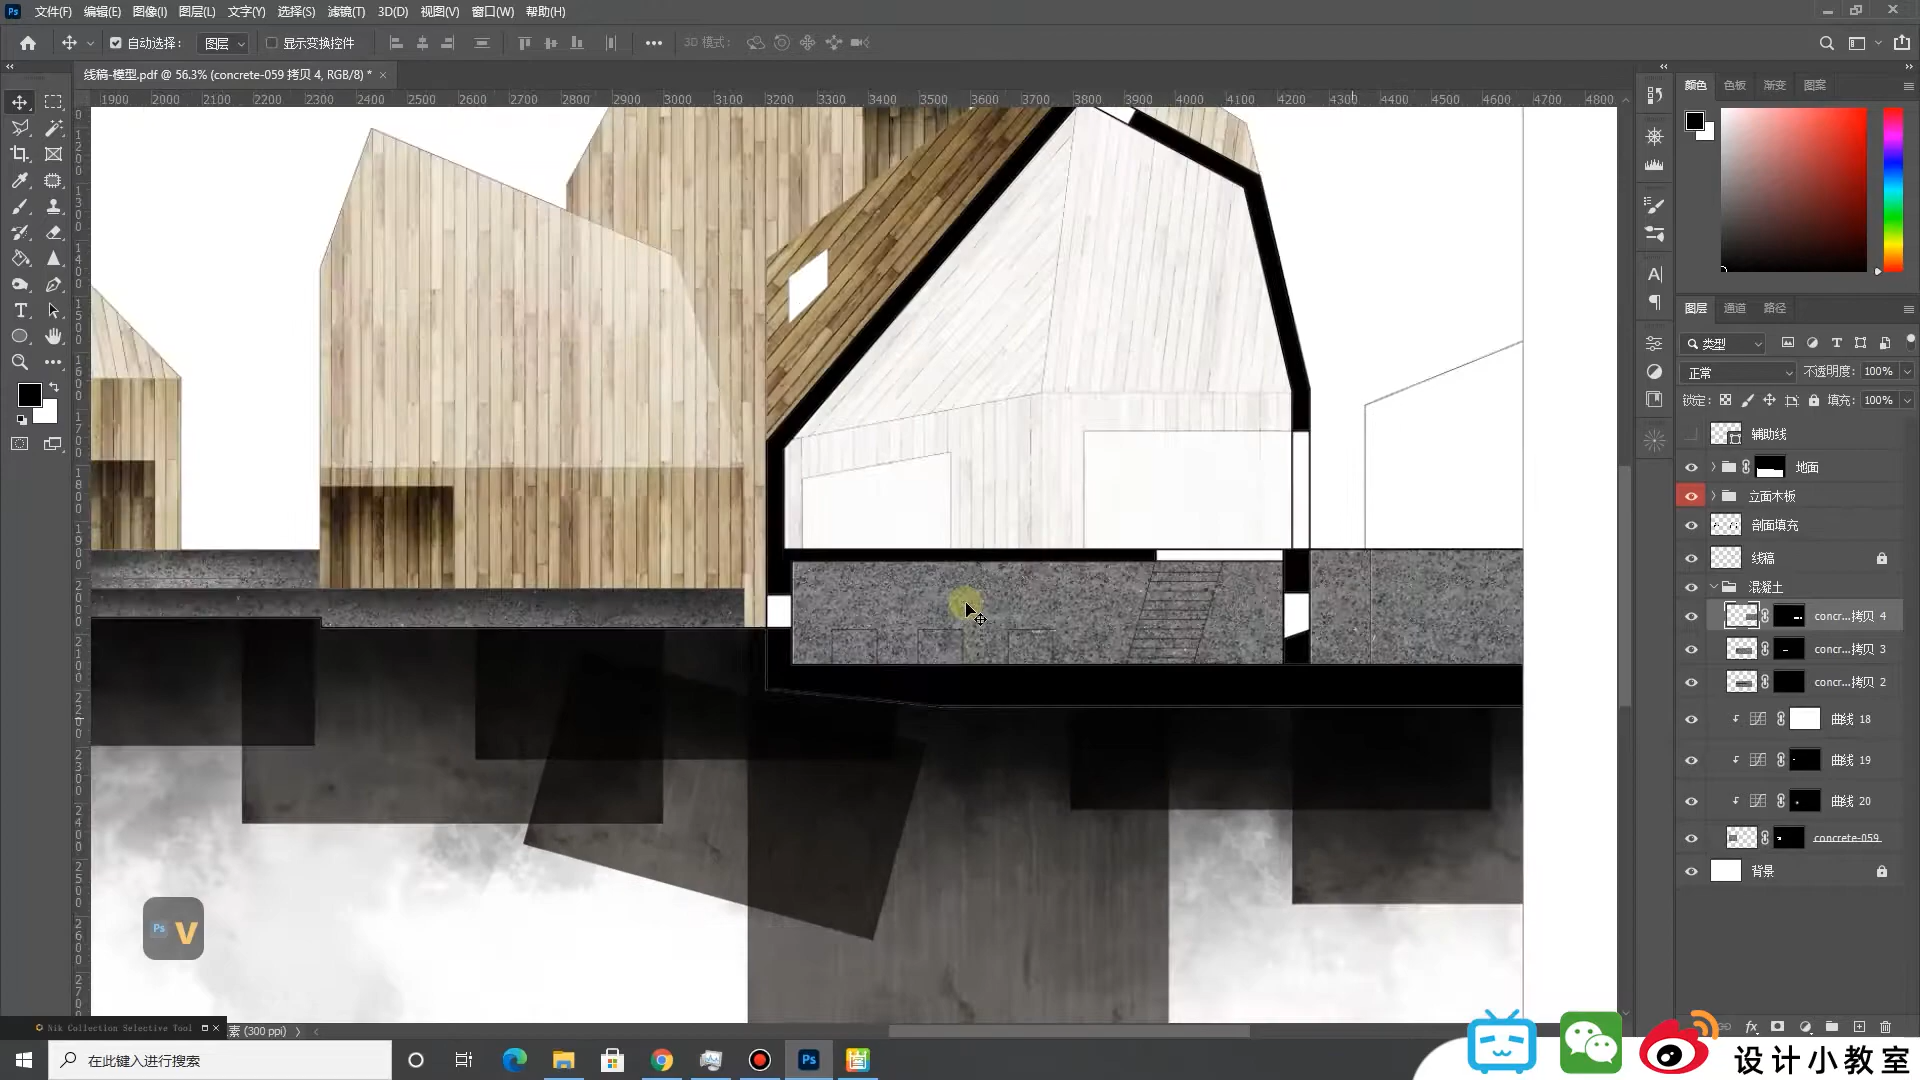 Ps 文件(F) 编辑(E) 图像(I) 图层(L) 文字(Y) 选择(S) 滤镜(T) 3D(D) 视图(V) 窗口(W) 帮助(H)
自动选择: 图层 显示变换控件 3D 模式:
线稿-模型.pdf @ 56.3% (concrete-059 拷贝 4, RGB/8) *
1900 2000 2100 2200 2300 2400 2500 2600 2700 2800 2900 3000 3100 3200 3300 3400 3500 3600 3700 3800 3900 4000 4100 4200 4300 4400 4500 4600 4700 4800
颜色 色板 渐变 图案
图层 通道 路径
类型
正常 不透明度: 100%
锁定: 填充: 100%
辅助线
地面
立面木板
剖面填充
线稿
混凝土
concr...拷贝 4
concr...拷贝 3
concr...拷贝 2
曲线 18
曲线 19
曲线 20
concrete-059
背景
Ps V
Nik Collection Selective Tool
素 (300 ppi)
在此键入进行搜索
Ps
设计小教室